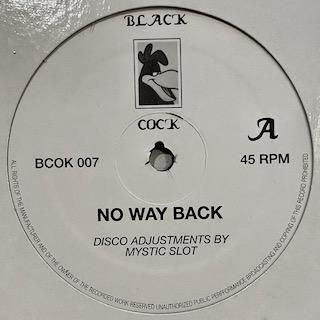 BLACK
COCK
A
BCOK 007
45 RPM
NO WAY BACK
DISCO ADJUSTMENTS BY
MYSTIC SLOT
ALL RIGHTS OF THE MANUFACTURER AND OF THE OWNER OF THE RECORDED WORK RESERVED UNAUTHORIZED PUBLIC PERFORMANCE BROADCASTING AND COPYING OF THIS RECORD PROHIBITED